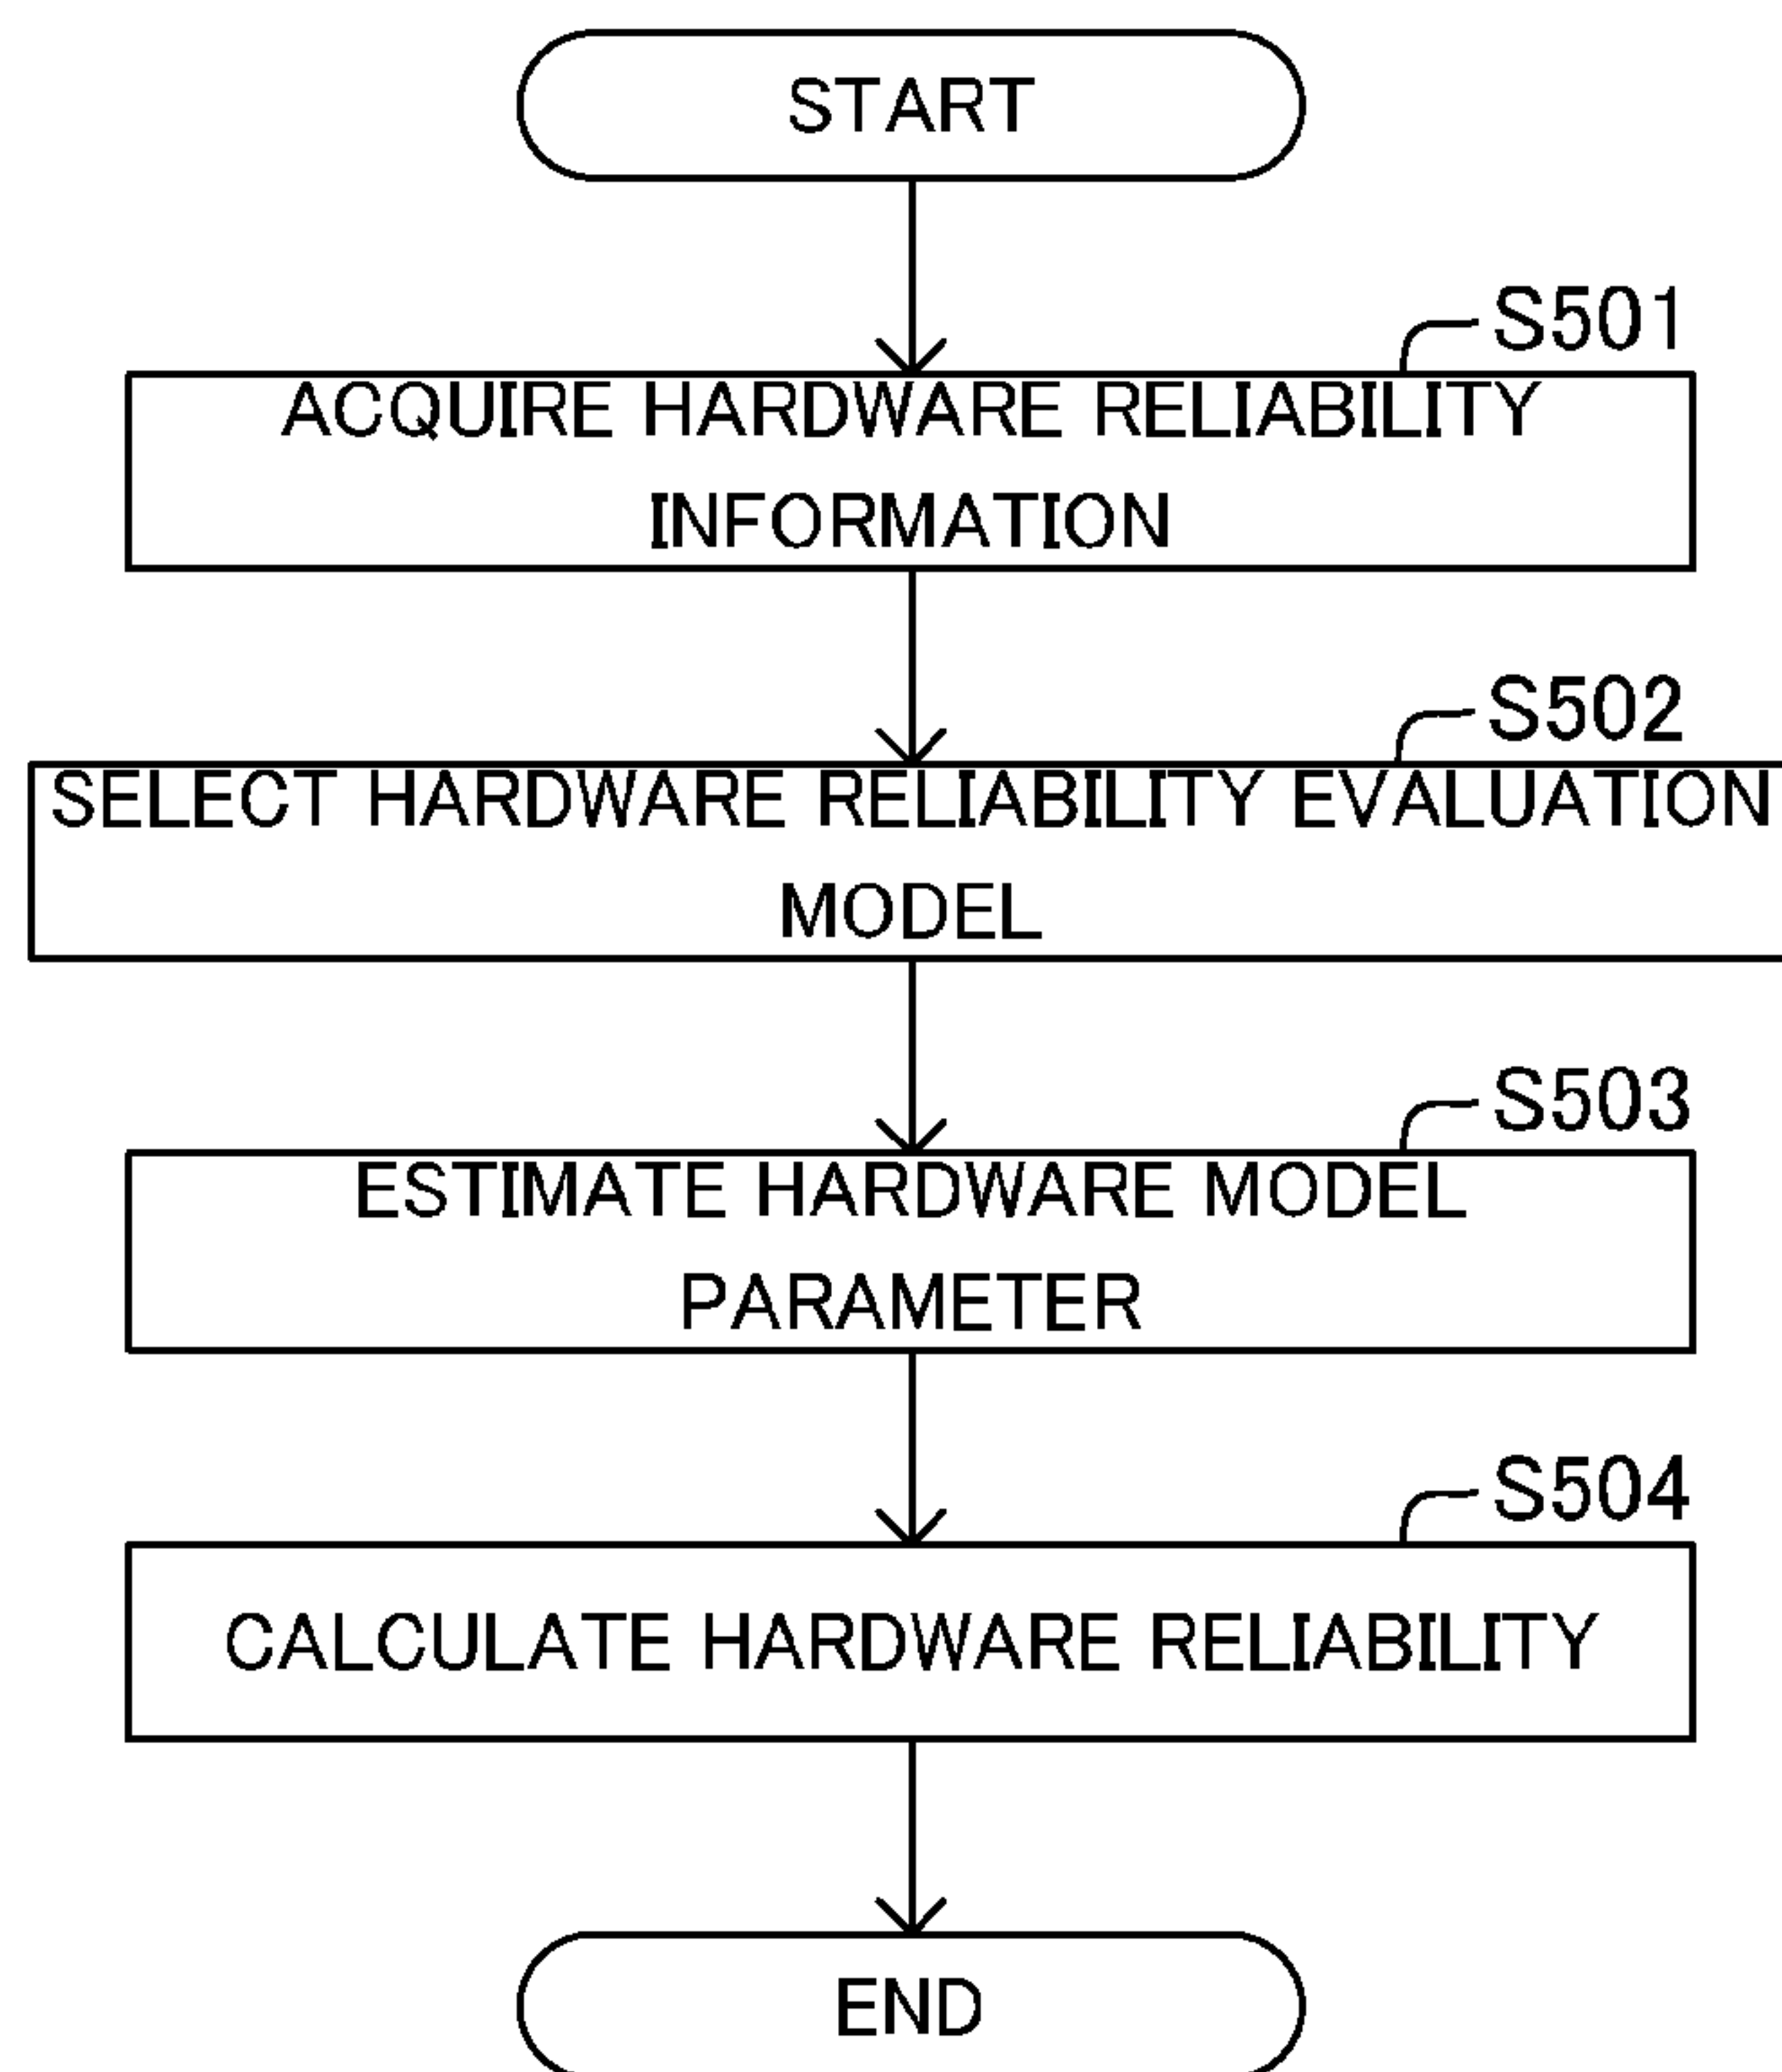 START
S501
ACQUIRE HARDWARE RELIABILITY
INFORMATION
S502
SELECT HARDWARE RELIABILITY EVALUATION
MODEL
S503
ESTIMATE HARDWARE MODEL
PARAMETER
S504
CALCULATE HARDWARE RELIABILITY
END